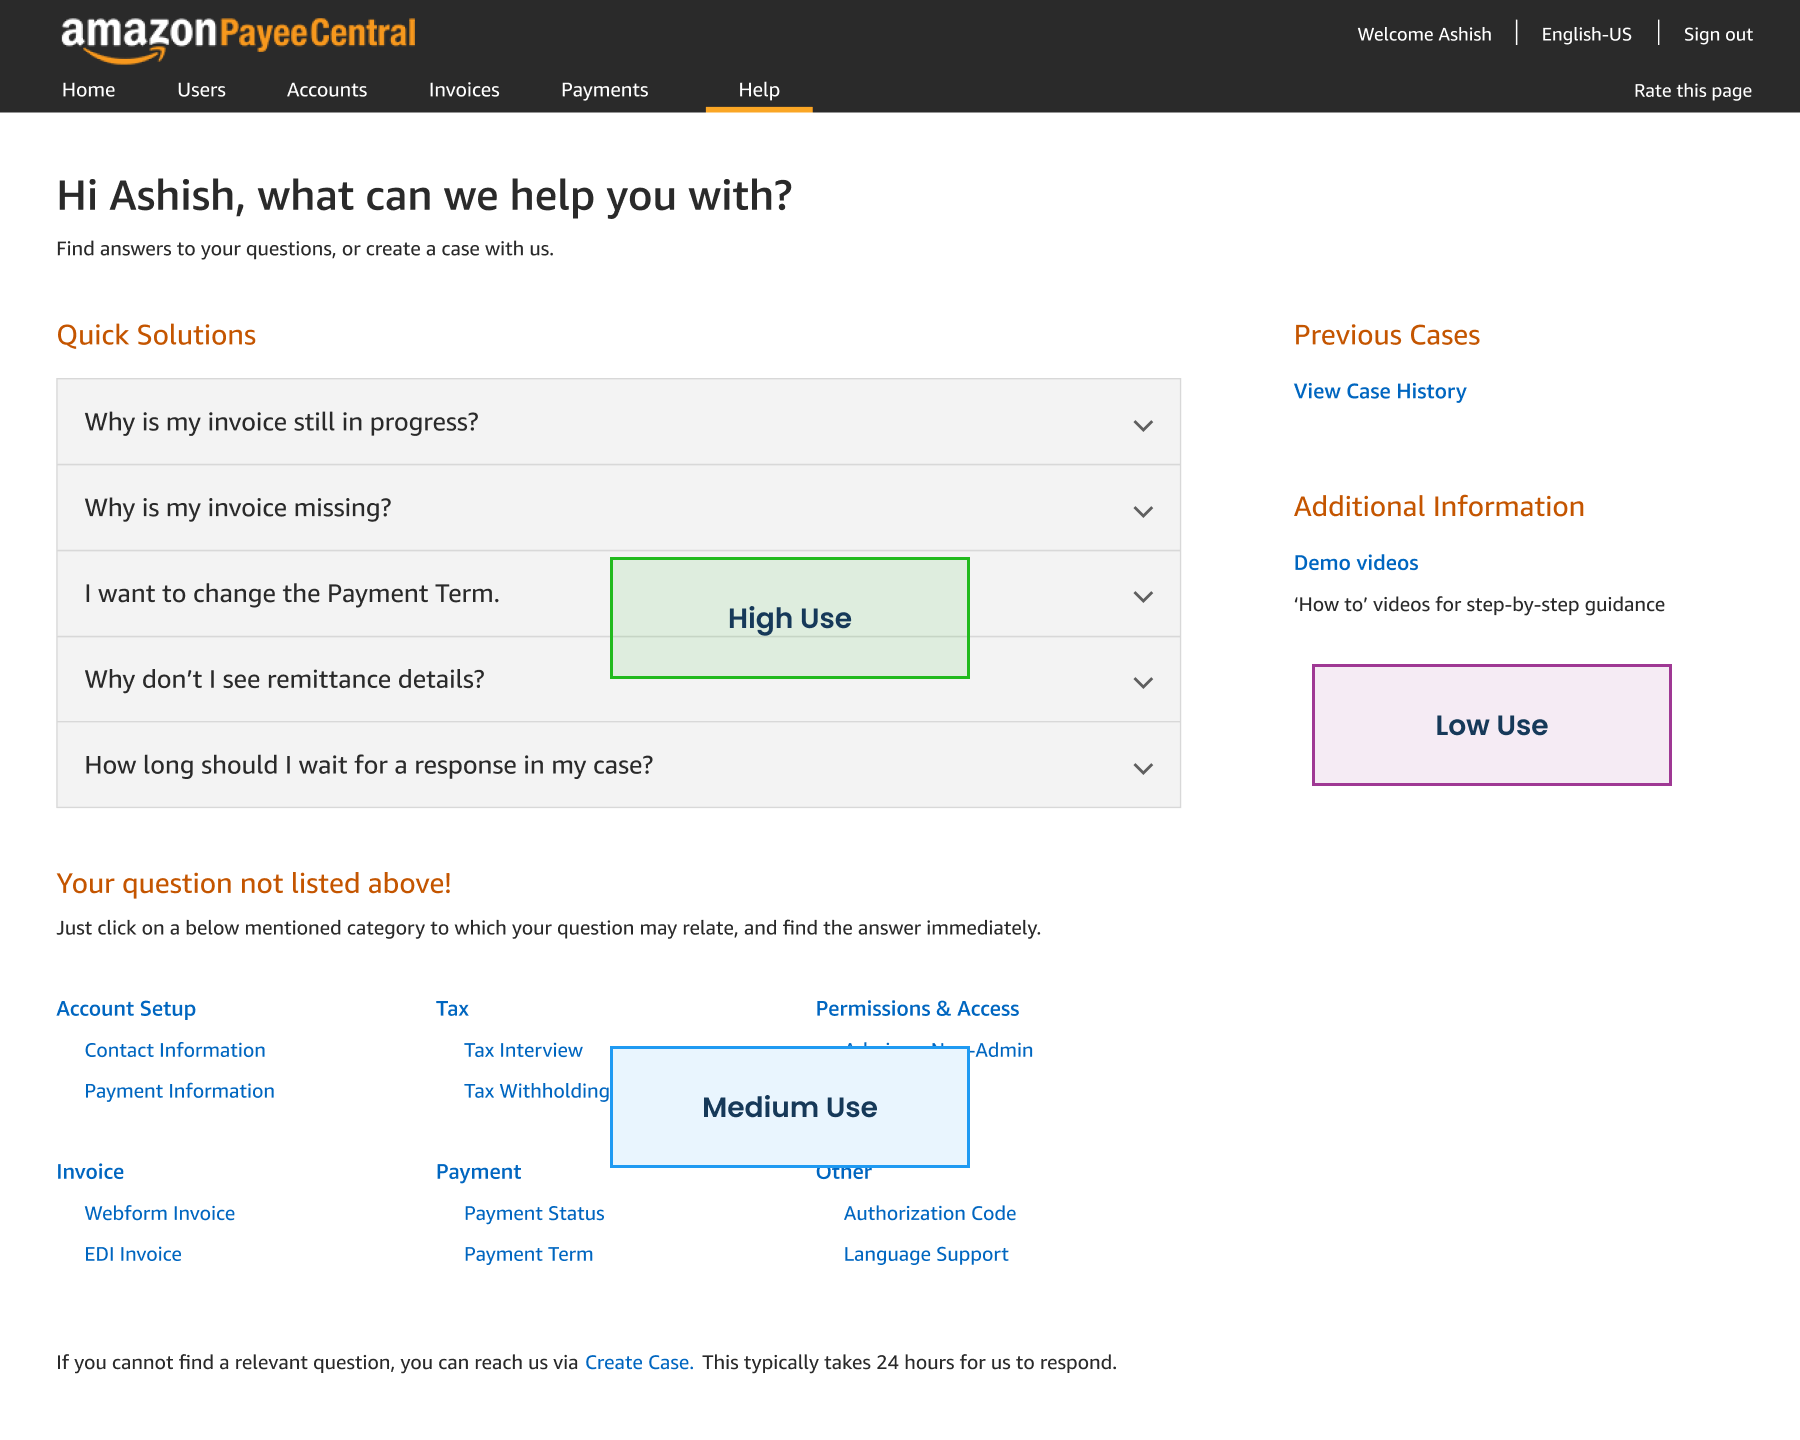 amazon PayeeCentral
Welcome Ashish
English-US
Sign out
Home
Users
Accounts
Invoices
Payments
Help
Rate this page
Hi Ashish, what can we help you with?
Find answers to your questions, or create a case with us.
Quick Solutions
Why is my invoice still in progress?
Why is my invoice missing?
I want to change the Payment Term.
Why don’t I see remittance details?
How long should I wait for a response in my case?
High Use
Previous Cases
View Case History
Additional Information
Demo videos
‘How to’ videos for step-by-step guidance
Low Use
Your question not listed above!
Just click on a below mentioned category to which your question may relate, and find the answer immediately.
Account Setup
Contact Information
Payment Information
Tax
Tax Interview
Tax Withholding
Permissions & Access
-Admin
Medium Use
Invoice
Webform Invoice
EDI Invoice
Payment
Payment Status
Payment Term
Other
Authorization Code
Language Support
If you cannot find a relevant question, you can reach us via Create Case. This typically takes 24 hours for us to respond.